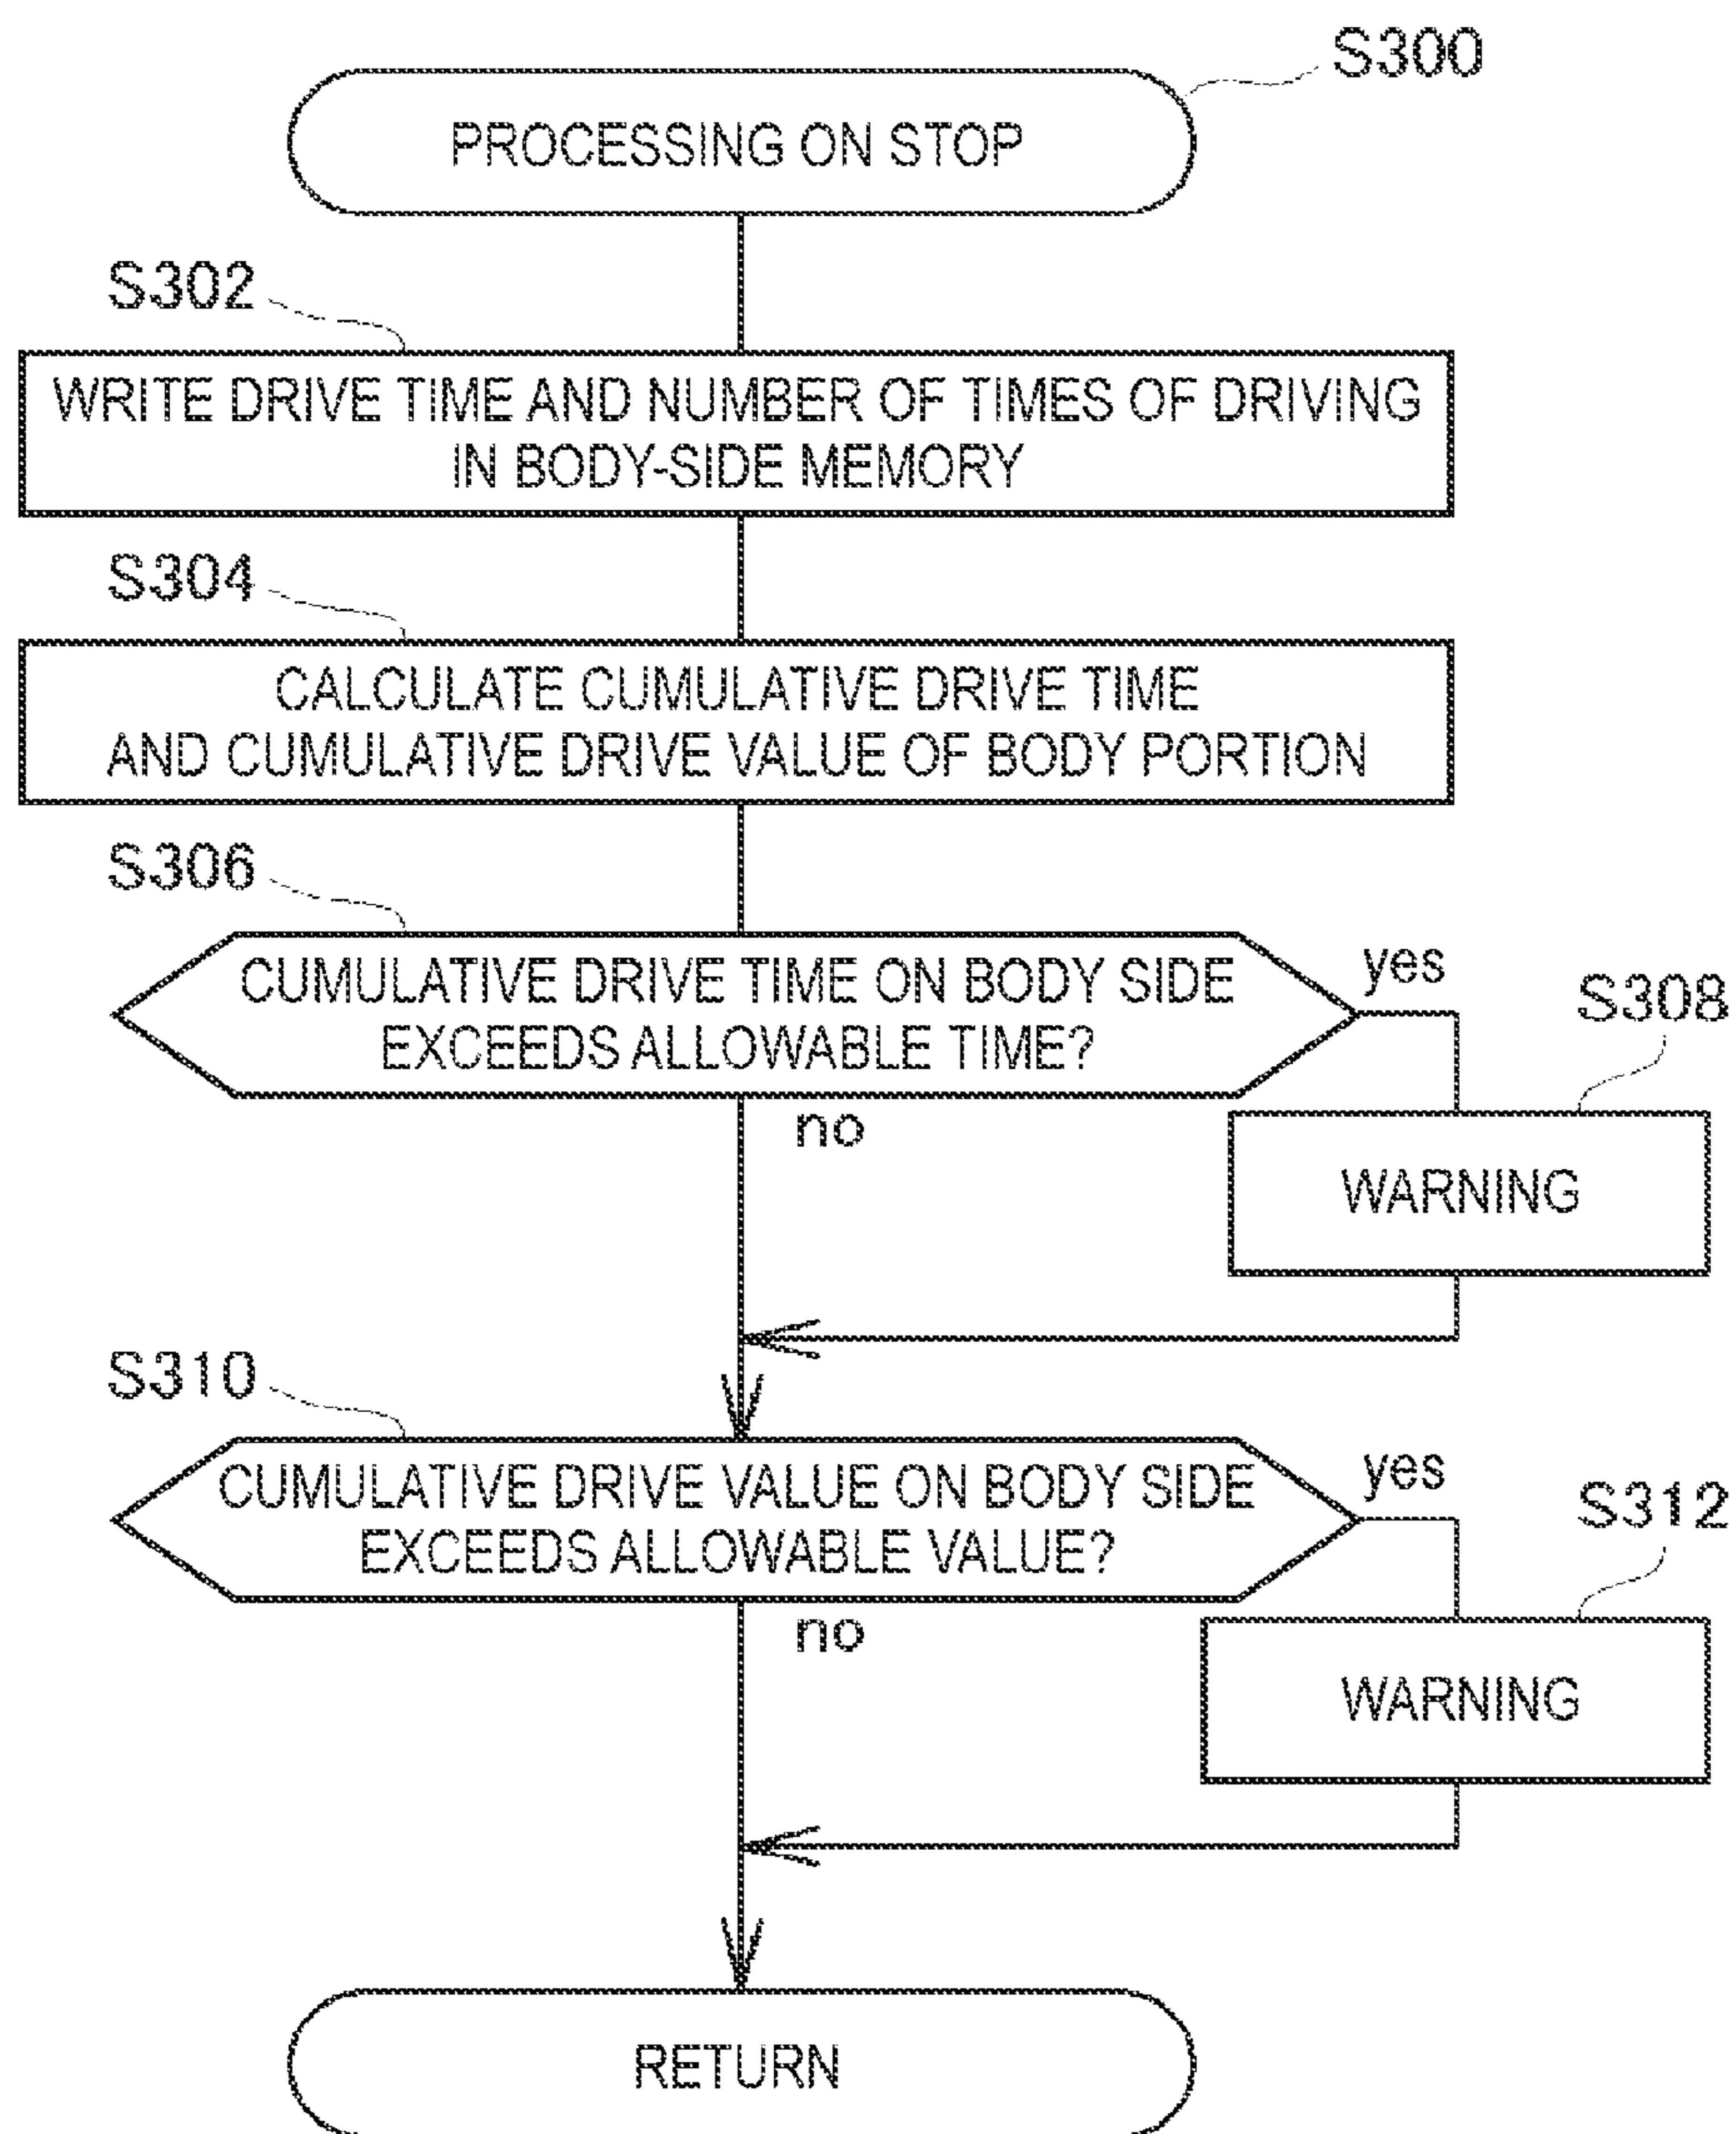 S300
PROCESSING ON STOP
S302
WRITE DRIVE TIME AND NUMBER OF TIMES OF DRIVING
IN BODY-SIDE MEMORY
S304
CALCULATE CUMULATIVE DRIVE TIME
AND CUMULATIVE DRIVE VALUE OF BODY PORTION
S306
CUMULATIVE DRIVE TIME ON BODY SIDE
EXCEEDS ALLOWABLE TIME?
yes
S308
no
WARNING
S310
CUMULATIVE DRIVE VALUE ON BODY SIDE
EXCEEDS ALLOWABLE VALUE?
yes
S312
no
WARNING
RETURN